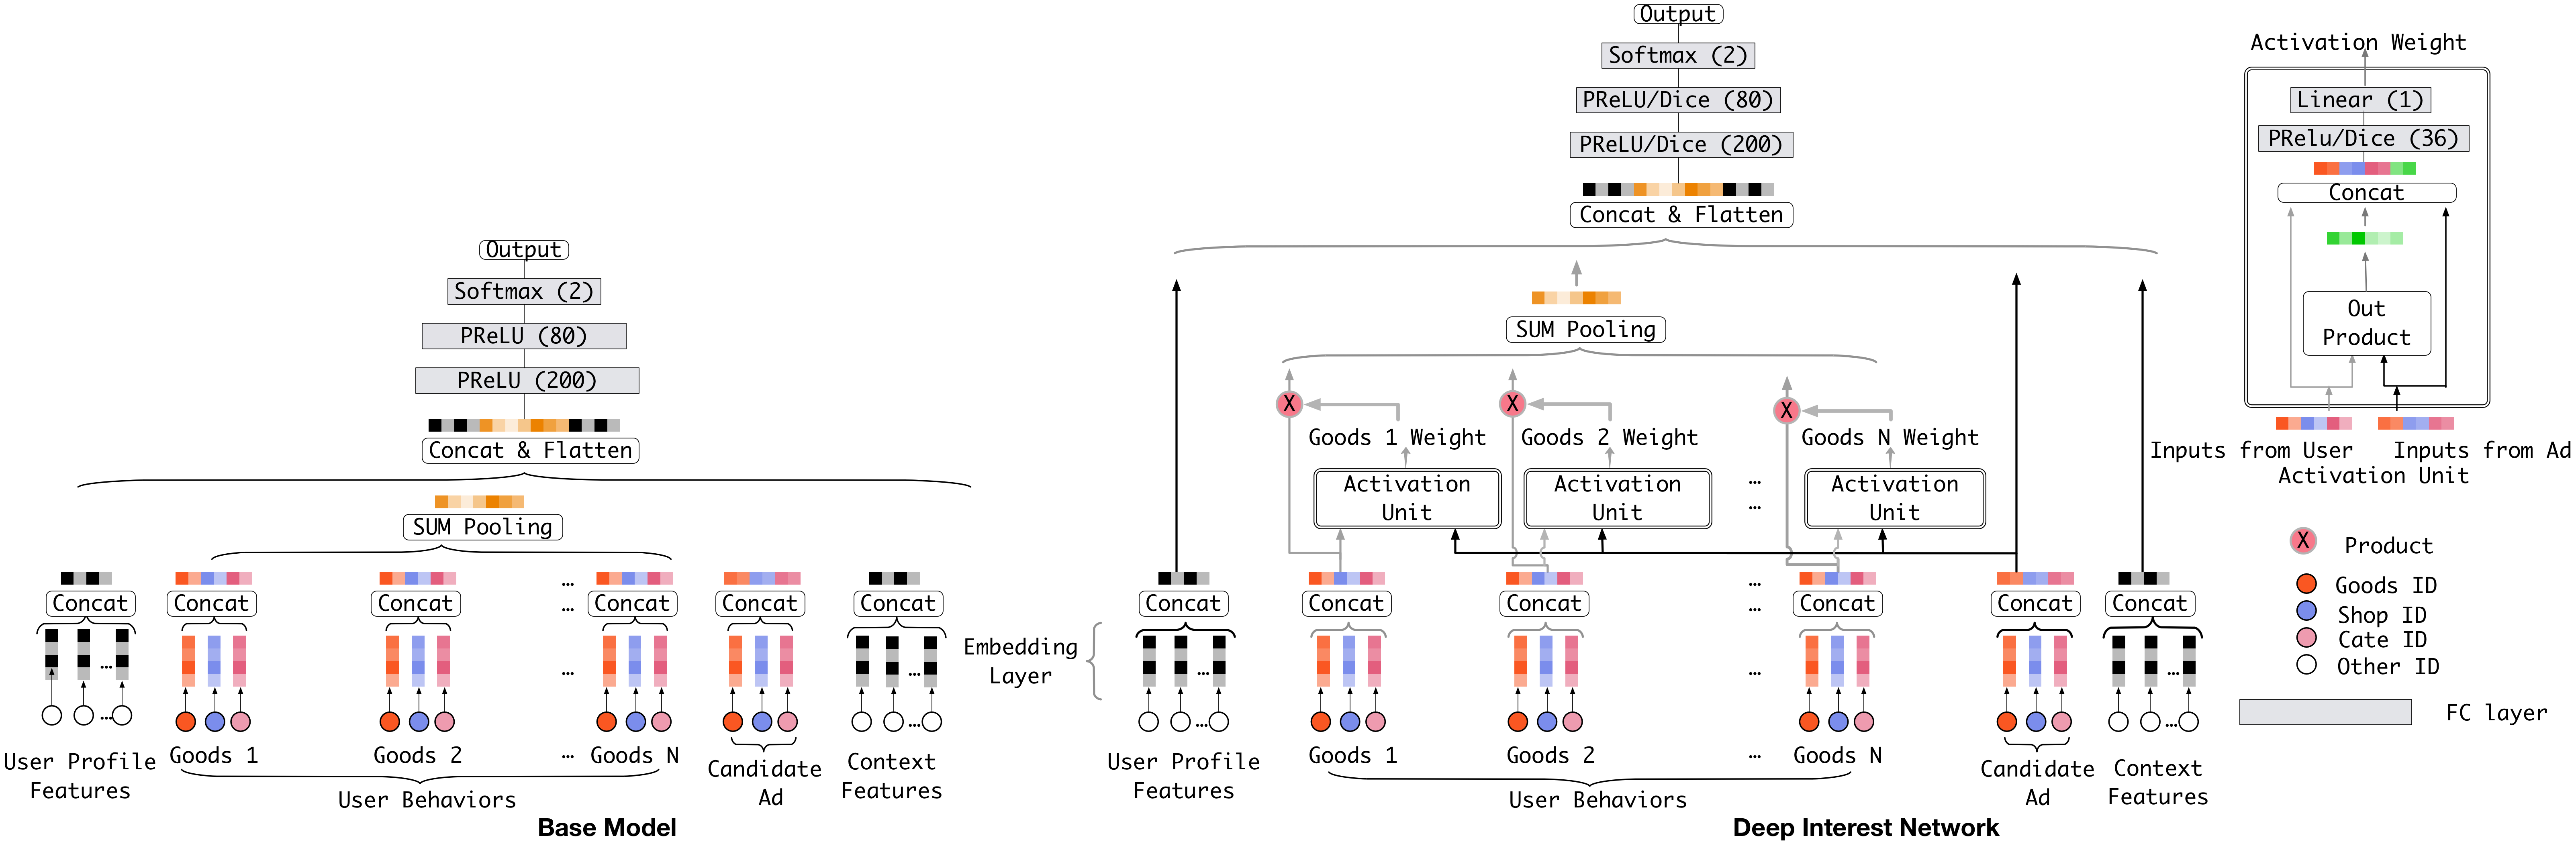 Output
Softmax (2)
PReLU (80)
PReLU (200)
Concat & Flatten
SUM Pooling
... 
Concat Concat Concat ... Concat Concat Concat
... ... ...
... ... ...
Goods 1 Goods 2 ... Goods N
User Profile
Features
User Behaviors
Candidate
Ad
Context
Features
Base Model
Embedding
Layer
Output
Softmax (2)
PReLU/Dice (80)
PReLU/Dice (200)
Concat & Flatten
SUM Pooling
X X X
Goods 1 Weight Goods 2 Weight Goods N Weight
Activation
Unit
Activation
Unit
...
...
Activation
Unit
...
Concat Concat Concat ... Concat Concat Concat
... ... ...
... ...
Goods 1 Goods 2 ... Goods N
User Profile
Features
User Behaviors
Candidate
Ad
Context
Features
Deep Interest Network
Activation Weight
Linear (1)
PRelu/Dice (36)
Concat
Out
Product
Inputs from User Inputs from Ad
Activation Unit
X Product
Goods ID
Shop ID
Cate ID
Other ID
FC layer